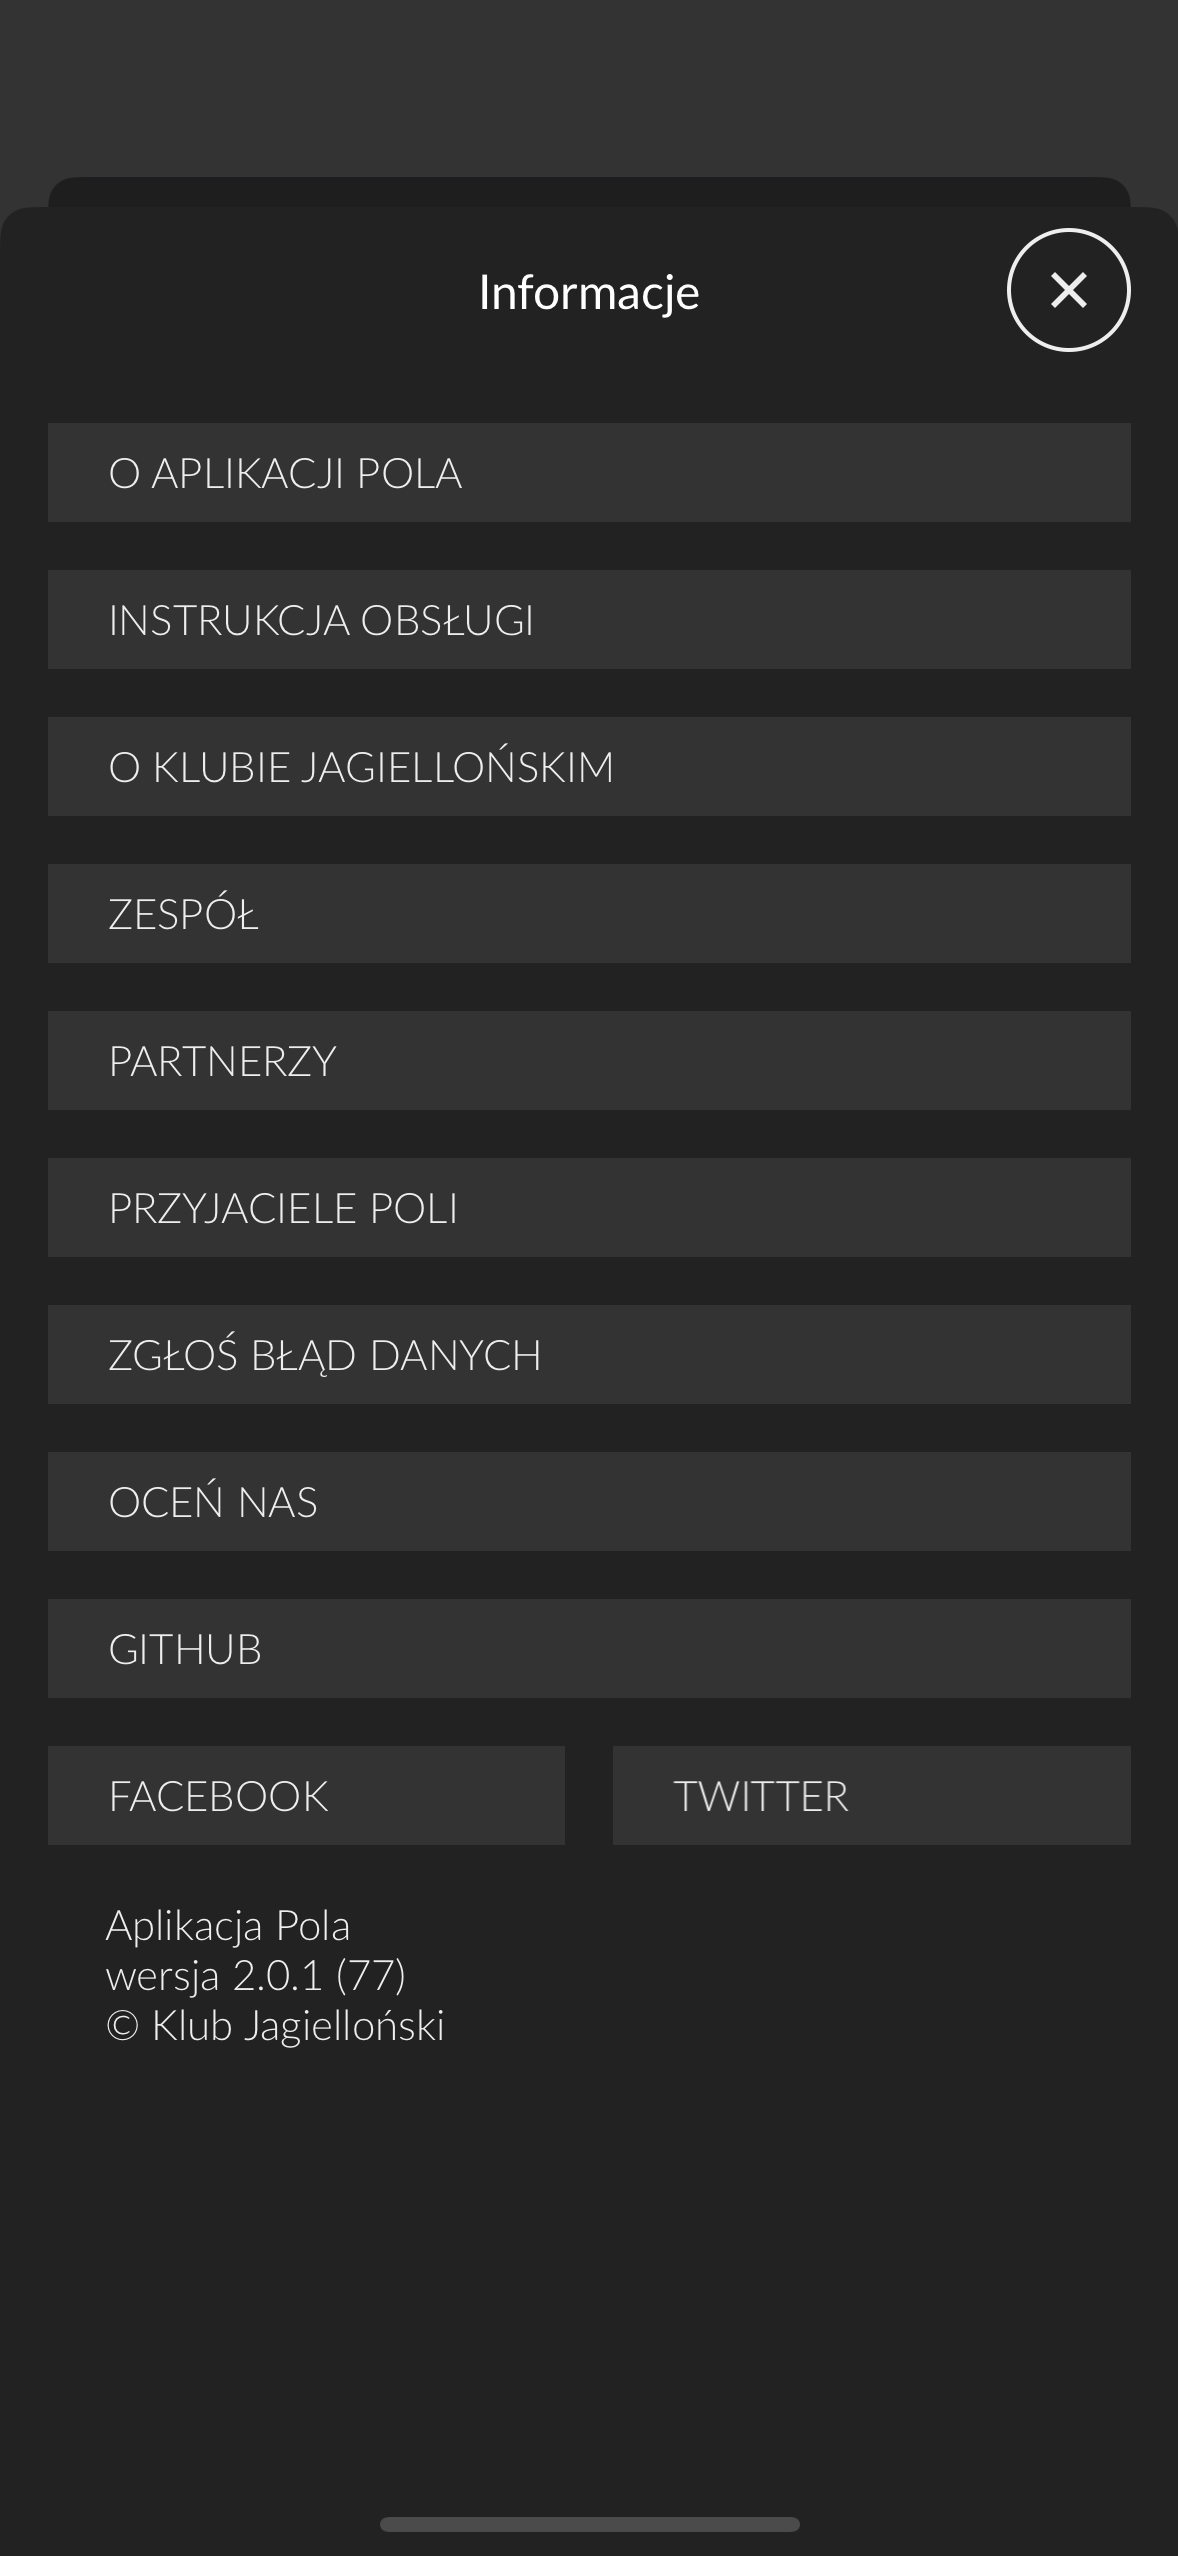 Informacje
O APLIKACJI POLA
INSTRUKCJA OBSŁUGI
O KLUBIE JAGIELLOŃSKIM
ZESPÓŁ
PARTNERZY
PRZYJACIELE POLI
ZGŁOŚ BŁĄD DANYCH
OCEŃ NAS
GITHUB
FACEBOOK
TWITTER
Aplikacja Pola
wersja 2.0.1 (77)
© Klub Jagielloński